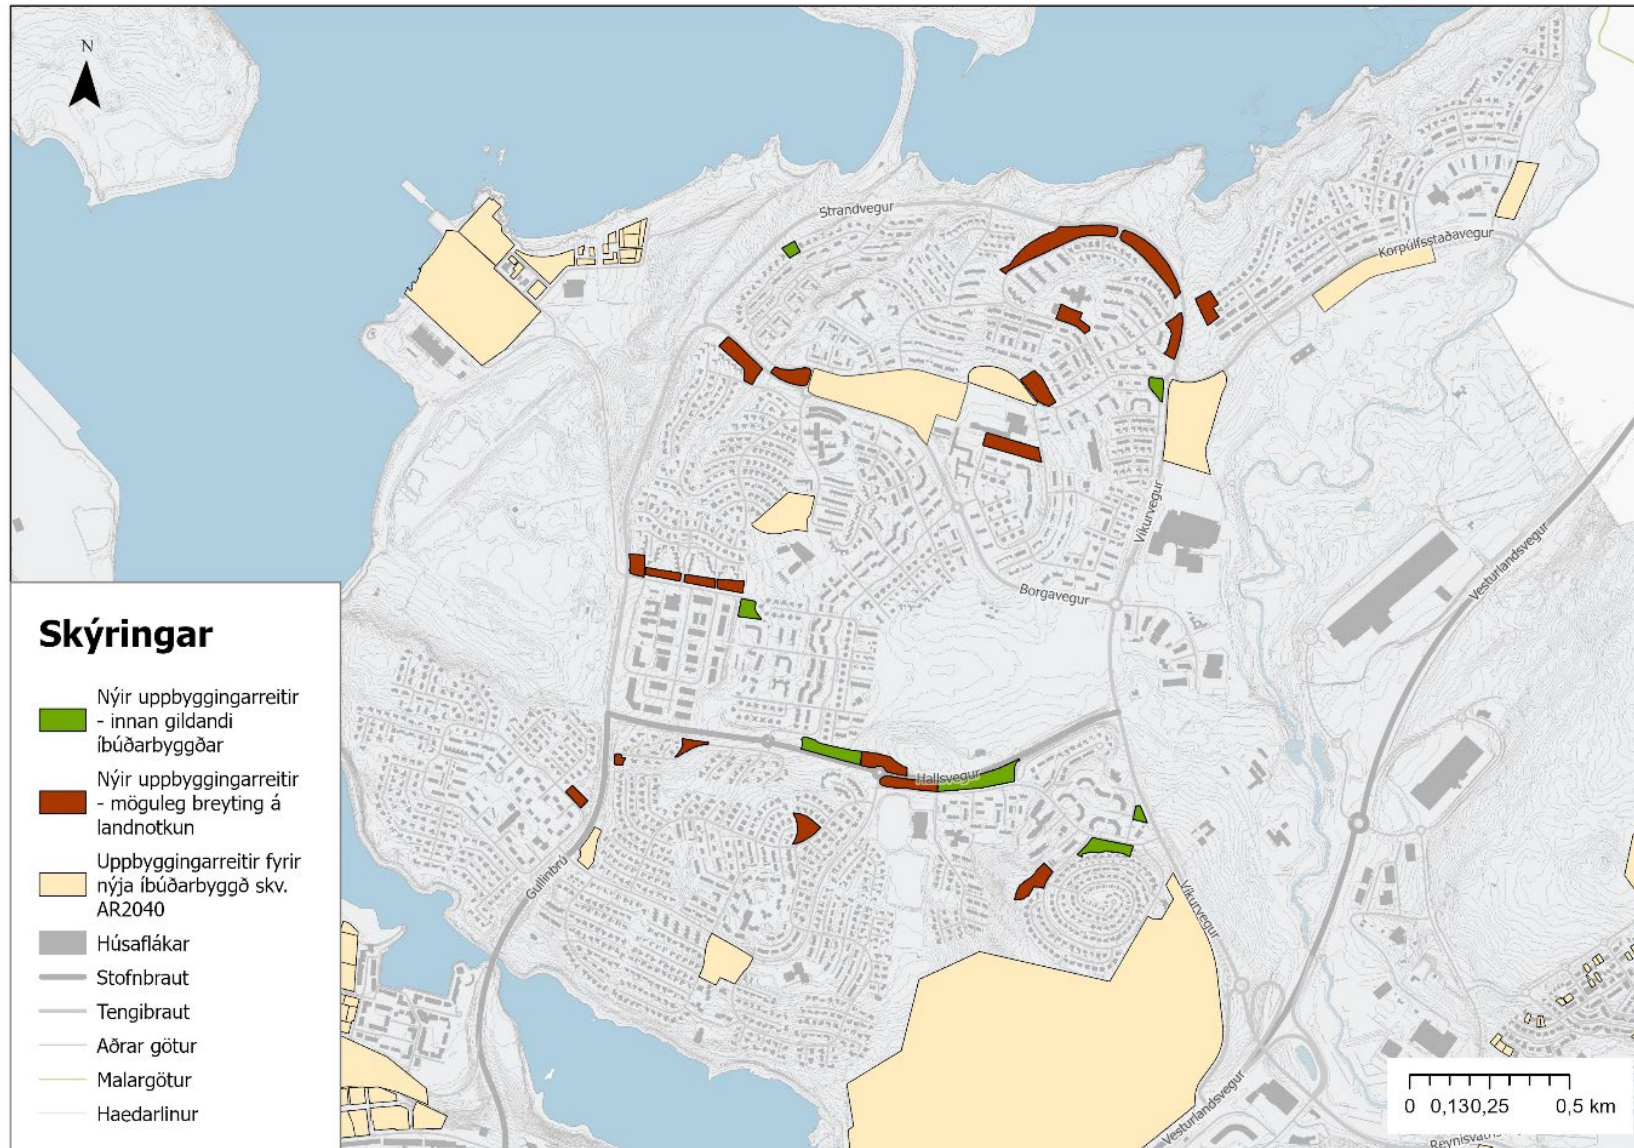 N
Strandvegur
Korpúlfsstaðavegur
Víkurvegur
Vesturlandsvegur
Borgavegur
Hallsvegur
Gullinbrú
Víkurvegur
Vesturlandsvegur
Skýringar
Nýir uppbyggingarreitir
- innan gildandi
íbúðarbyggðar
Nýir uppbyggingarreitir
- möguleg breyting á
landnotkun
Uppbyggingarreitir fyrir
nýja íbúðarbyggð skv.
AR2040
Húsaflákar
Stofnbraut
Tengibraut
Aðrar götur
Malargötur
Haedarlinur
0 0,130,25 0,5 km